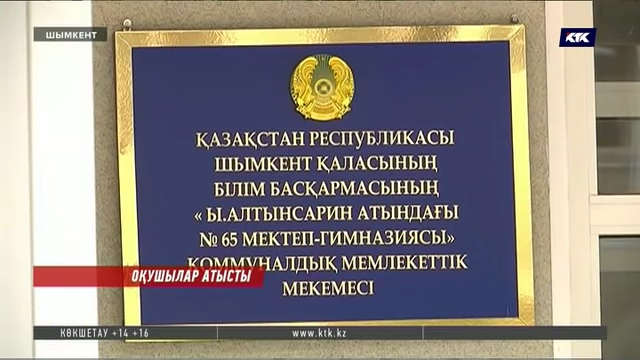 ШЫМКЕНТ
КТК
ҚАЗАҚСТАН РЕСПУБЛИКАСЫ
ШЫМКЕНТ ҚАЛАСЫНЫҢ
БІЛІМ БАСҚАРМАСЫНЫҢ
« Ы.АЛТЫНСАРИН АТЫНДАҒЫ
№ 65 МЕКТЕП-ГИМНАЗИЯСЫ»
КОММУНАЛДЫҚ МЕМЛЕКЕТТІК
МЕКЕМЕСІ
ОҚУШЫЛАР АТЫСТЫ
КӨКШЕТАУ +14 +16
www.ktk.kz